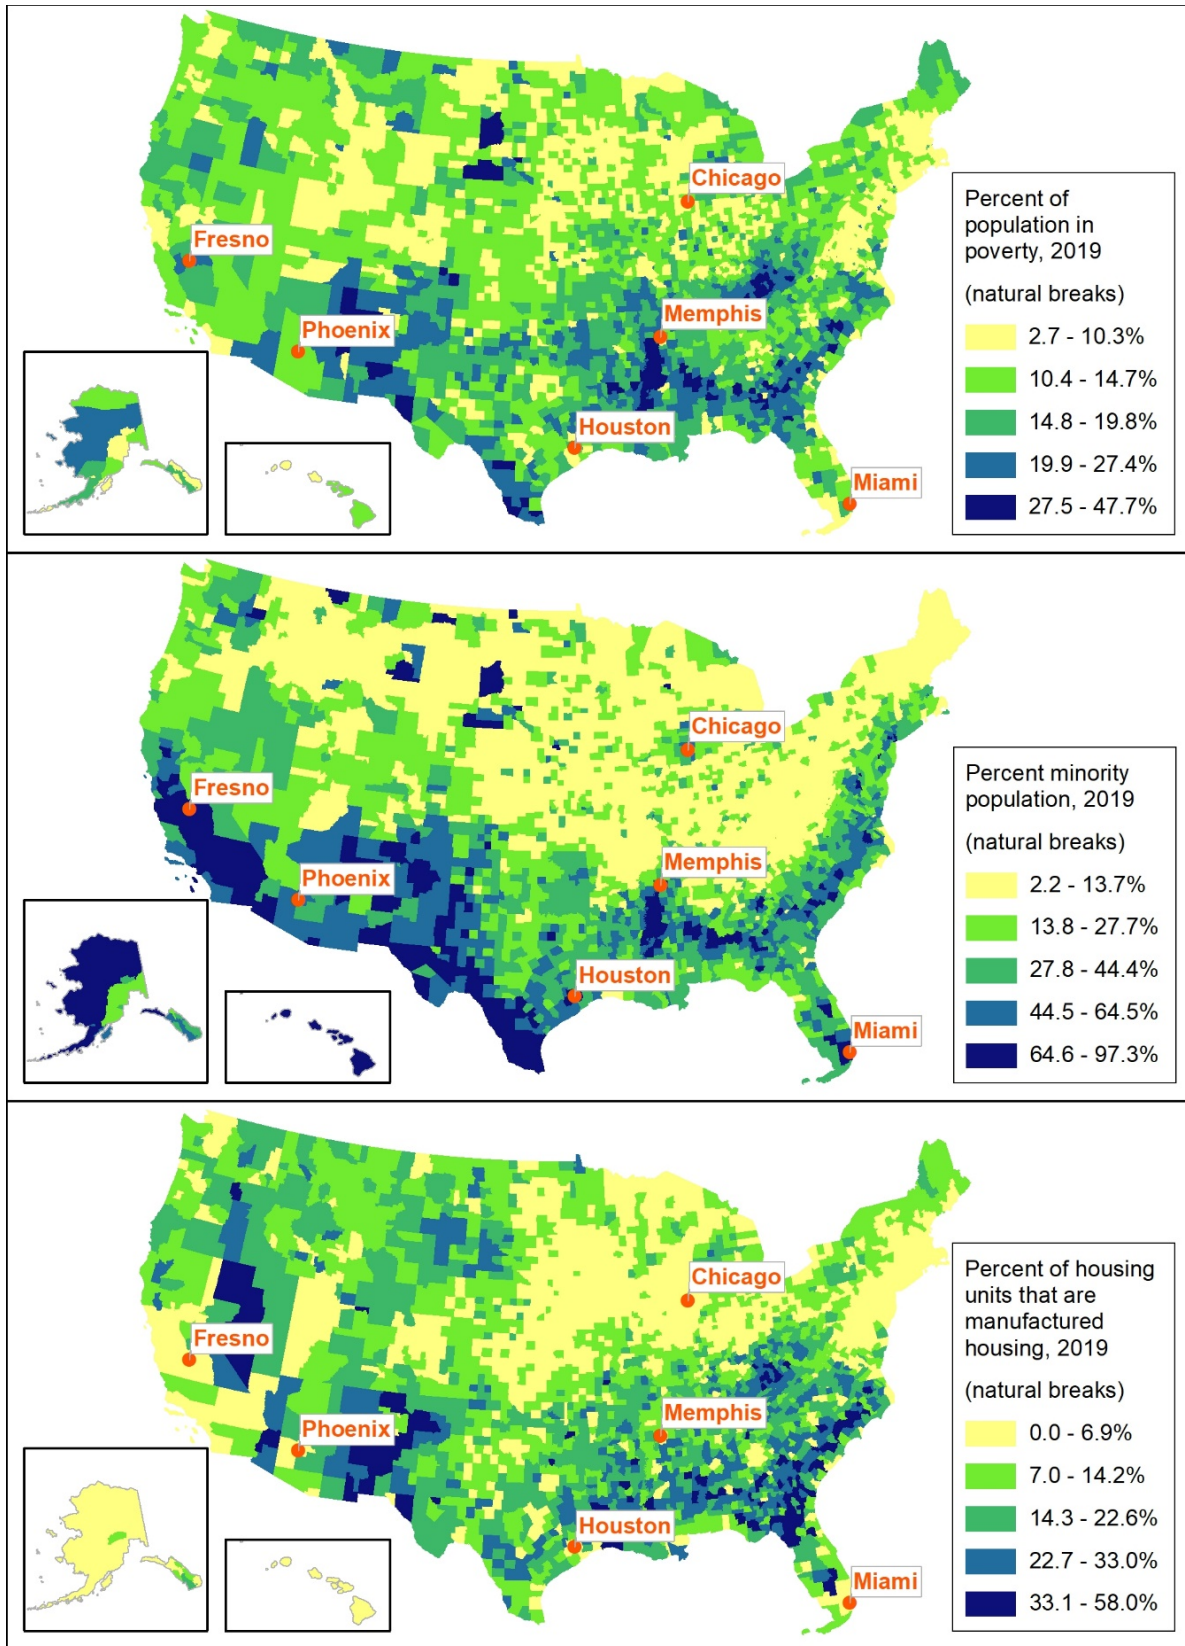 Chicago
Fresno
Memphis
Phoenix
Houston
Miami
Percent of
population in
poverty, 2019
(natural breaks)
2.7 - 10.3%
10.4 - 14.7%
14.8 - 19.8%
19.9 - 27.4%
27.5 - 47.7%
Chicago
Fresno
Memphis
Phoenix
Houston
Miami
Percent minority
population, 2019
(natural breaks)
2.2 - 13.7%
13.8 - 27.7%
27.8 - 44.4%
44.5 - 64.5%
64.6 - 97.3%
Chicago
Fresno
Memphis
Phoenix
Houston
Miami
Percent of housing
units that are
manufactured
housing, 2019
(natural breaks)
0.0 - 6.9%
7.0 - 14.2%
14.3 - 22.6%
22.7 - 33.0%
33.1 - 58.0%